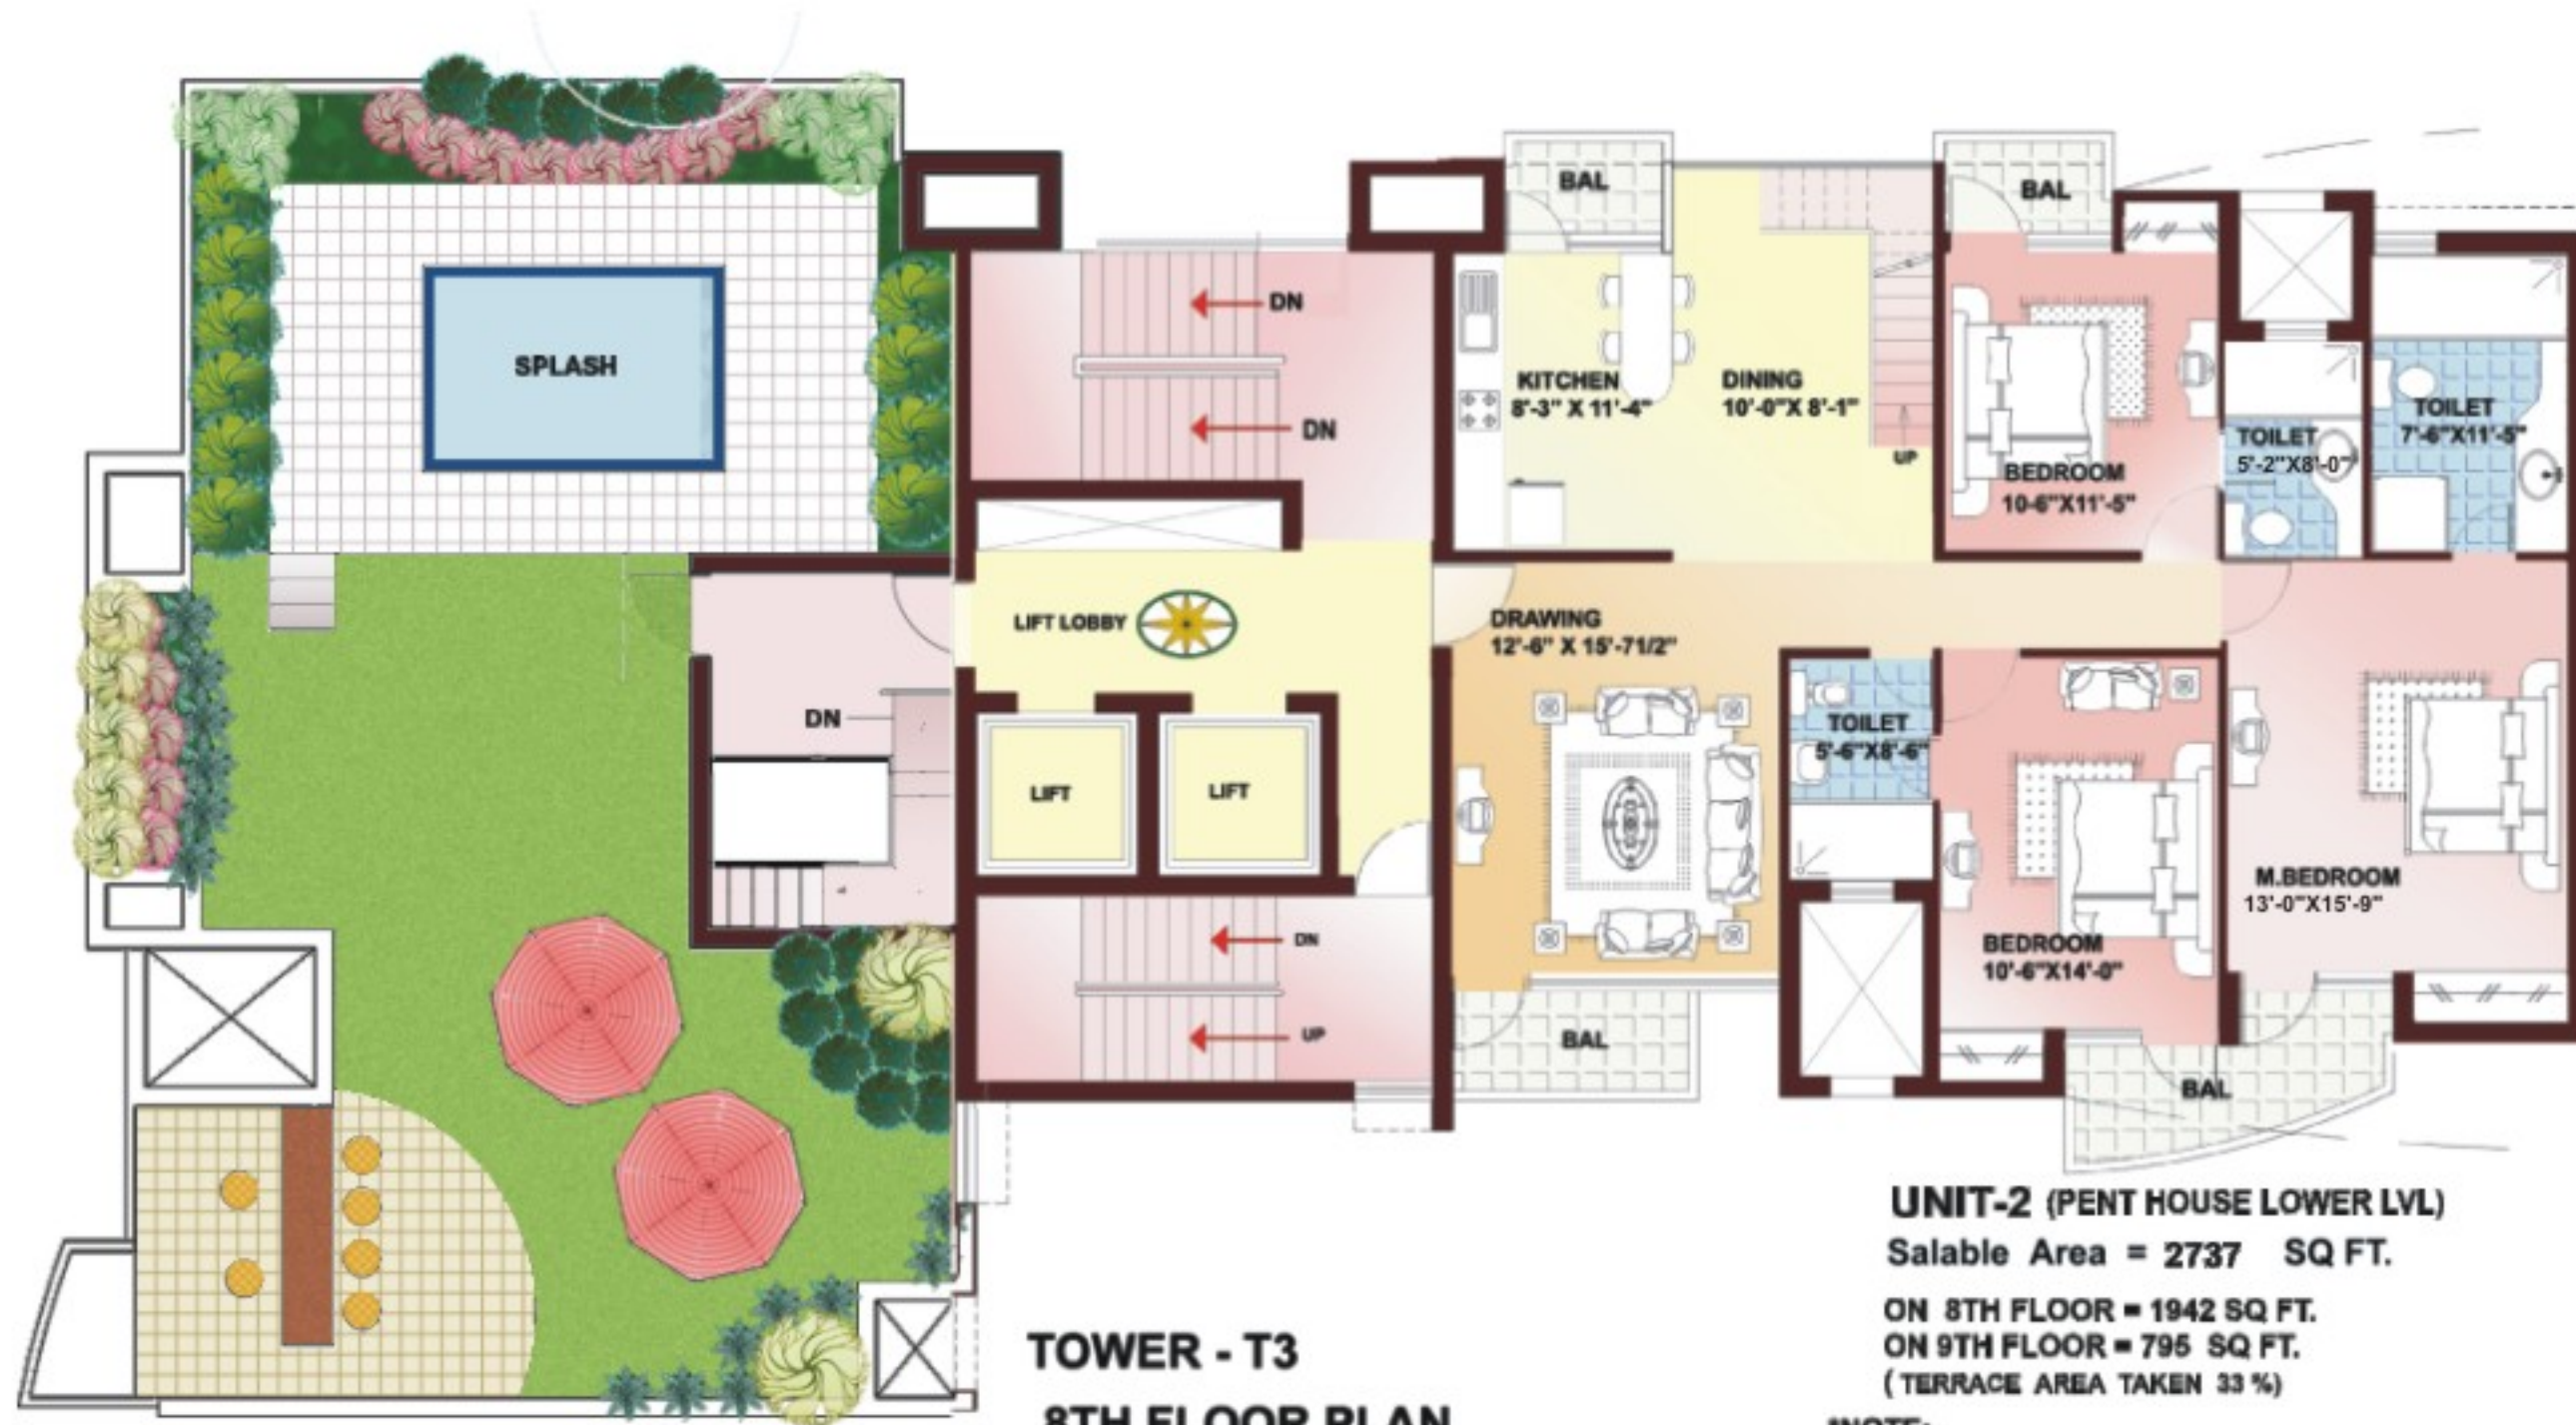 BAL
BAL
SPLASH
DN
DN
KITCHEN
8'-3" X 11'-4"
DINING
10'-0"X 8'-1"
UP
BEDROOM
10-6"X11'-5"
TOILET
5'-2"X8'-0"
TOILET
7'-6"X11'-5"
LIFT LOBBY
DRAWING
12'-6" X 15'-71/2"
DN
LIFT
LIFT
TOILET
5'-6"X8'-6"
M.BEDROOM
13'-0"X15'-9"
BEDROOM
10'-6"X14'-0"
DN
UP
BAL
BAL
UNIT-2 (PENT HOUSE LOWER LVL)
Salable Area = 2737 SQ FT.
ON 8TH FLOOR = 1942 SQ FT.
ON 9TH FLOOR = 795 SQ FT.
( TERRACE AREA TAKEN 33 %)
*NOTE:
TOWER - T3
8TH FLOOR PLAN